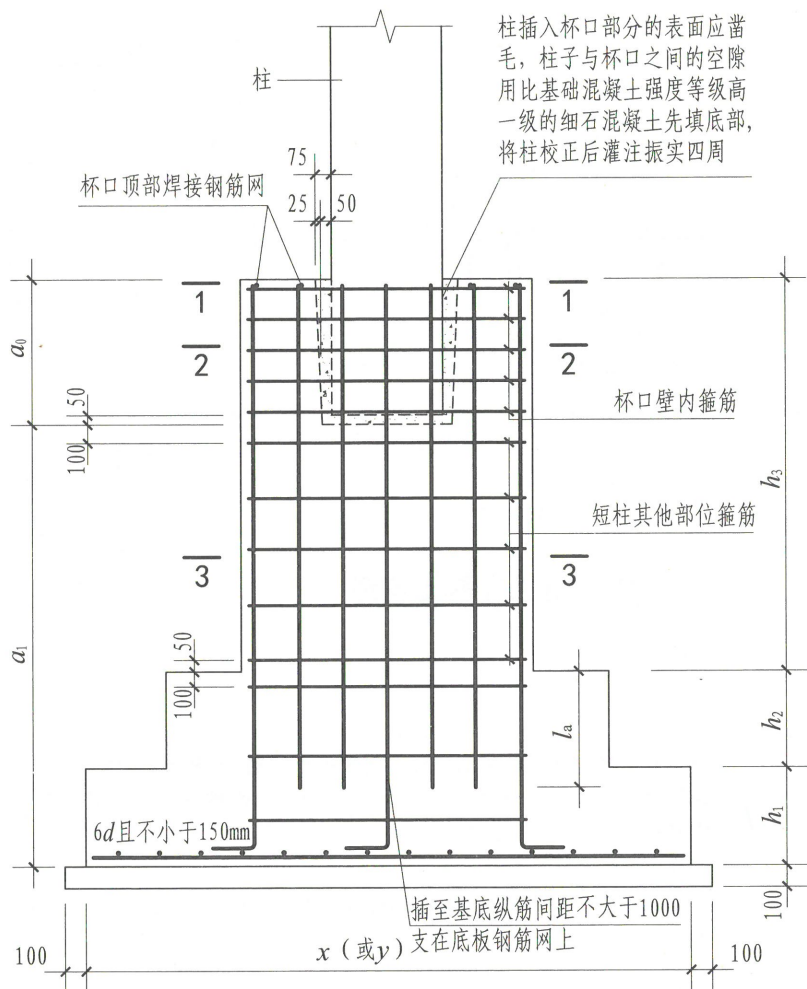 柱插入杯口部分的表面应凿
毛，柱子与杯口之间的空隙
用比基础混凝土强度等级高
一级的细石混凝土先填底部，
将柱校正后灌注振实四周
柱
75
杯口顶部焊接钢筋网
25
50
1
1
2
2
a₀
50
100
杯口壁内箍筋
h₃
短柱其他部位箍筋
3
3
a₁
50
100
lₐ
h₂
6d且不小于150mm
h₁
插至基底纵筋间距不大于1000
支在底板钢筋网上
100
x（或y）
100
100